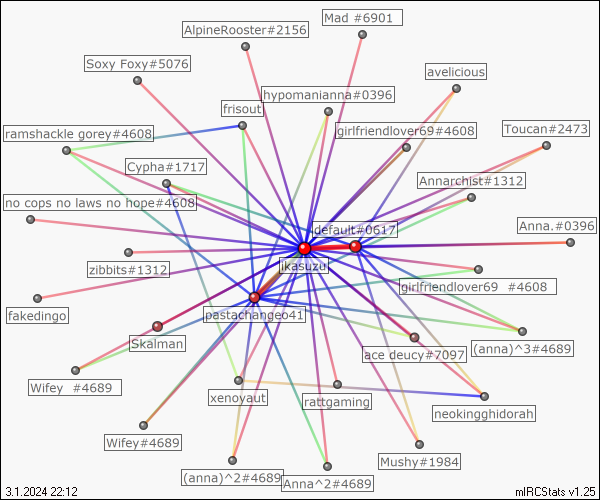 Mad #6901
AlpineRooster#2156
Soxy Foxy#5076
avelicious
hypomanianna#0396
frisout
ramshackle gorey#4608
girlfriendlover69#4608
Toucan#2473
Cypha#1717
Annarchist#1312
no cops no laws no hope#4608
default#0617
Anna.#0396
zibbits#1312
jkasuzu
girlfriendlover69 #4608
fakedingo
pastachangeo41
Skalman
ace deucy#7097
(anna)^3#4689
Wifey #4689
xenoyaut
rattgaming
neokingghidorah
Wifey#4689
Mushy#1984
(anna)^2#4689
Anna^2#4689
3.1.2024 22:12
mIRCStats v1.25